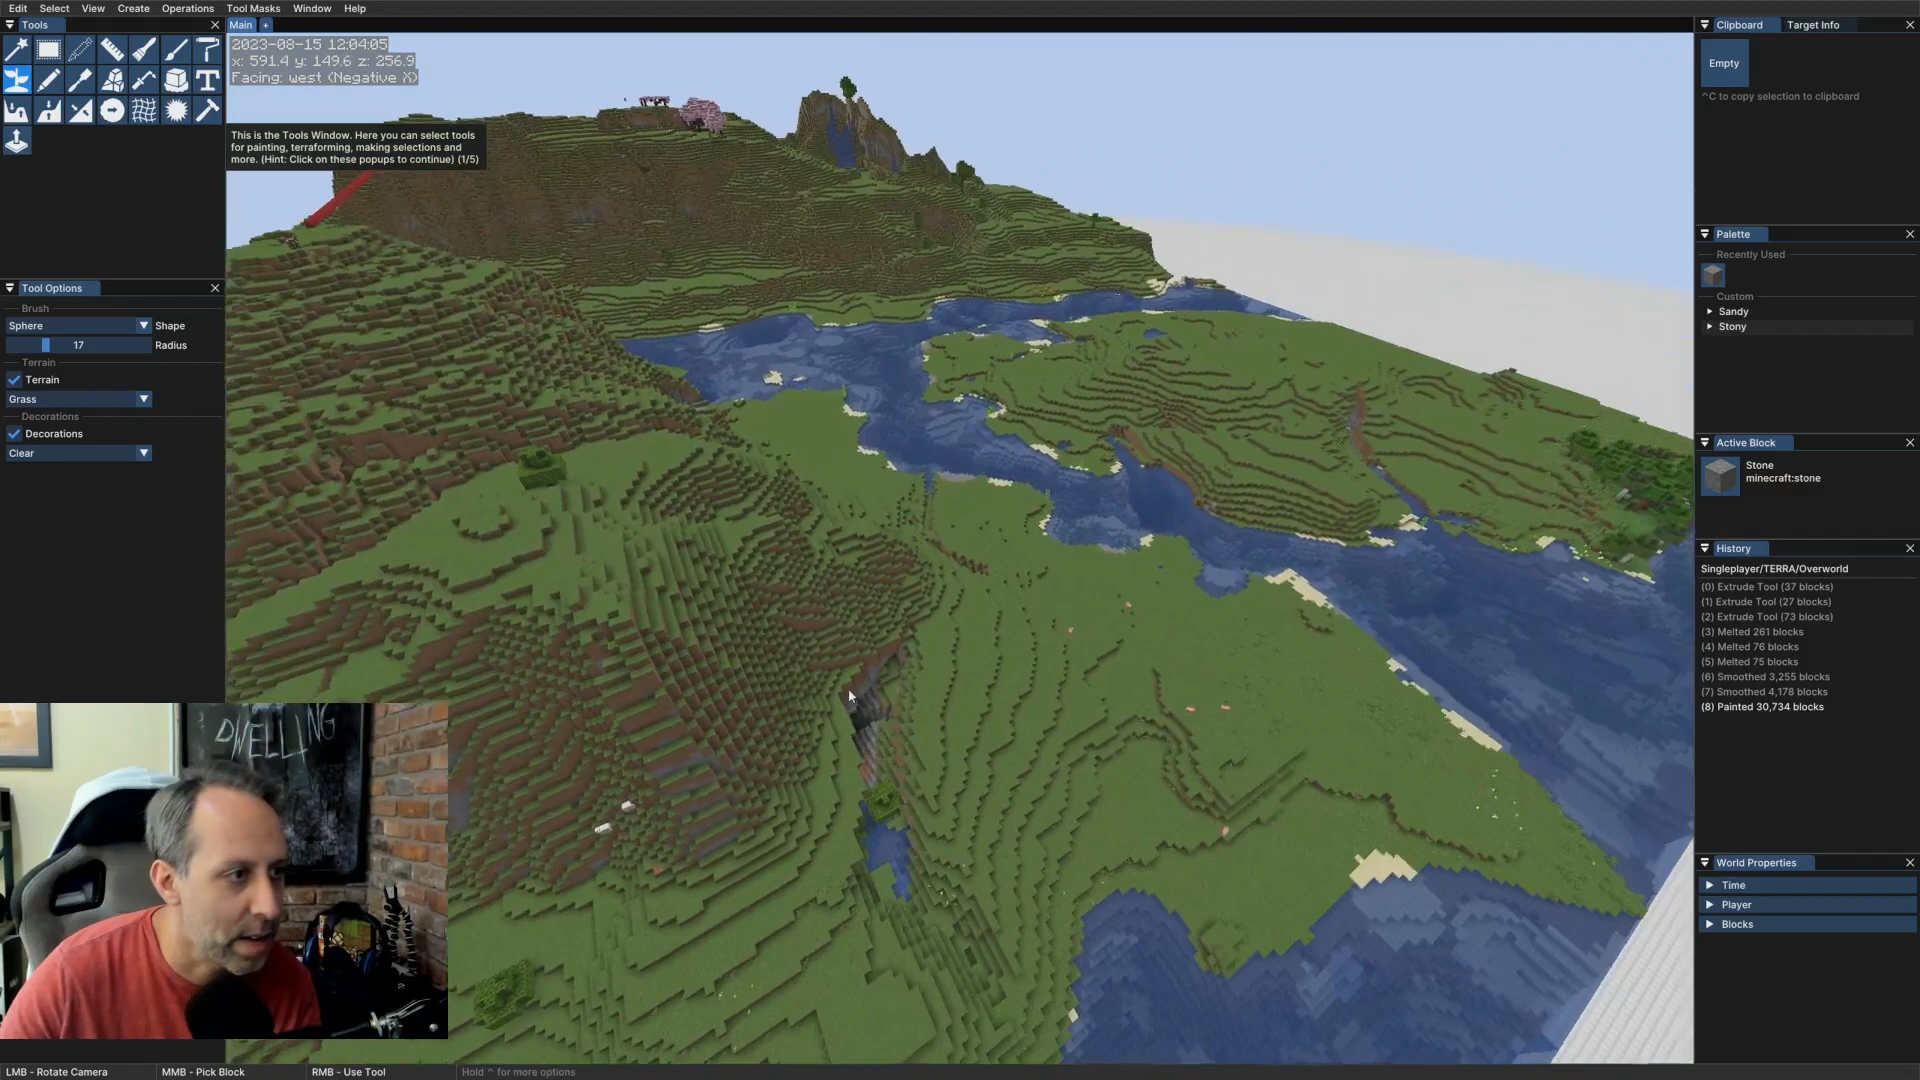 Edit Select View Create Operations Tool Masks Window Help
Tools
Main +
Clipboard Target Info
2023-08-15 12:04:05
x: 591.4 y: 149.6 z: 256.9
Facing: west (Negative X)
This is the Tools Window. Here you can select tools
for painting, terraforming, making selections and
more. (Hint: Click on these popups to continue) (1/5)
Tool Options
Brush
Sphere Shape
17 Radius
Terrain
Terrain
Grass
Decorations
Decorations
Clear
DWELLING
Empty
^C to copy selection to clipboard
Palette
Recently Used
Custom
Sandy
Stony
Active Block
Stone
minecraft:stone
History
Singleplayer/TERRA/Overworld
(0) Extrude Tool (37 blocks)
(1) Extrude Tool (27 blocks)
(2) Extrude Tool (73 blocks)
(3) Melted 261 blocks
(4) Melted 76 blocks
(5) Melted 75 blocks
(6) Smoothed 3,255 blocks
(7) Smoothed 4,178 blocks
(8) Painted 30,734 blocks
World Properties
Time
Player
Blocks
LMB - Rotate Camera MMB - Pick Block RMB - Use Tool Hold ^ for more options